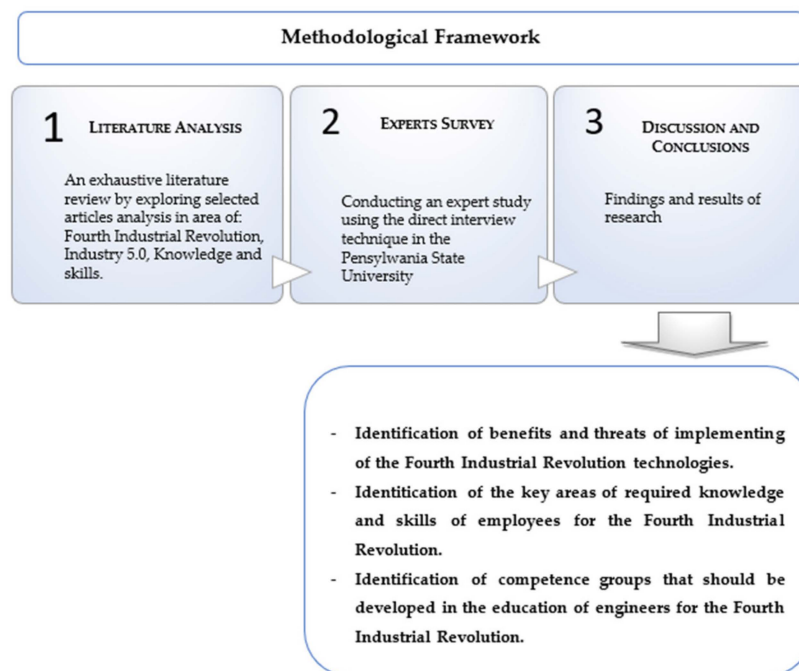 Methodological Framework
1 LITERATURE ANALYSIS
An exhaustive literature
review by exploring selected
articles analysis in area of:
Fourth Industrial Revolution,
Industry 5.0, Knowledge and
skills.
2 EXPERTS SURVEY
Conducting an expert study
using the direct interview
technique in the
Pensylwania State
University
3 DISCUSSION AND
CONCLUSIONS
Findings and results of
research
- Identification of benefits and threats of implementing
of the Fourth Industrial Revolution technologies.
- Identitication of the key areas of required knowledge
and skills of employees for the Fourth Industrial
Revolution.
- Identification of competence groups that should be
developed in the education of engineers for the Fourth
Industrial Revolution.